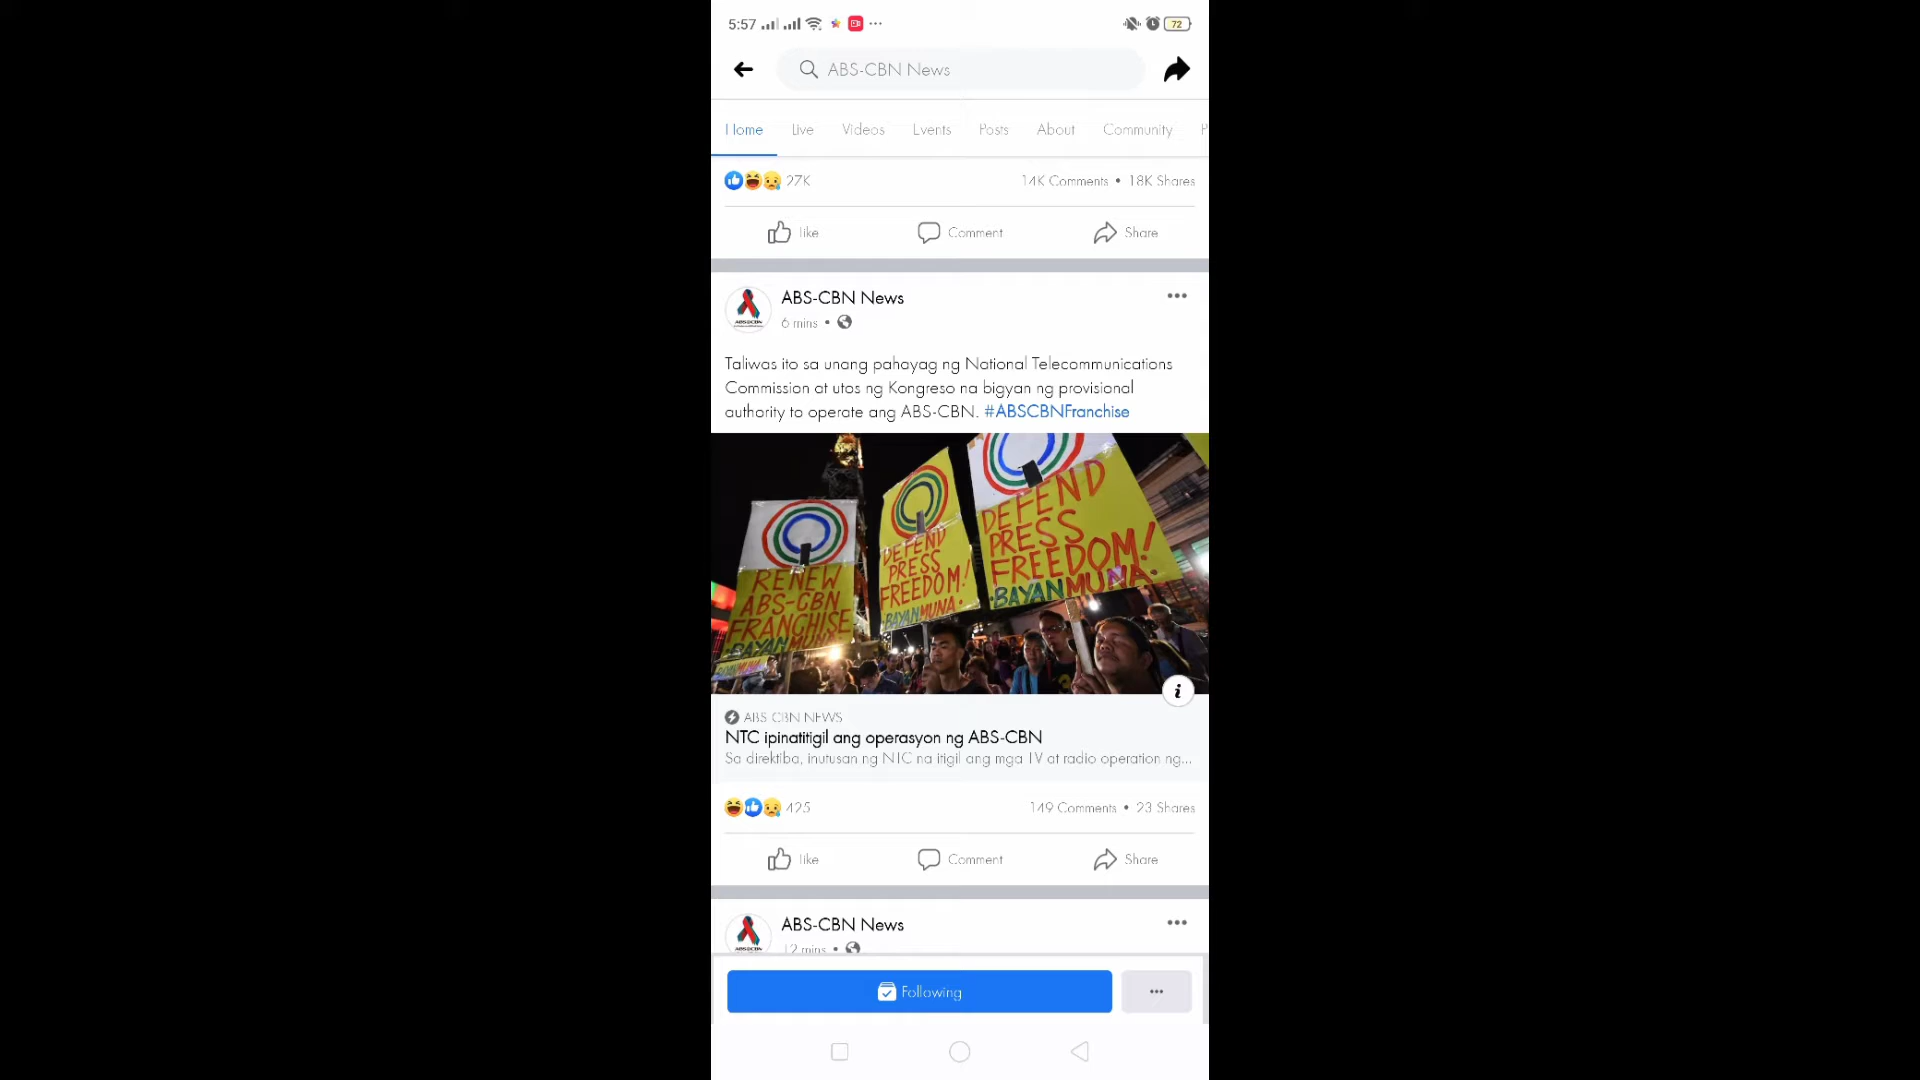 5:57 72
ABS-CBN News
Home Live Videos Events Posts About Community P
27K 14K Comments • 18K Shares
Like Comment Share
ABS-CBN News
6 mins •
Taliwas ito sa unang pahayag ng National Telecommunications
Commission at utos ng Kongreso na bigyan ng provisional
authority to operate ang ABS-CBN. #ABSCBNFranchise
RENEW
ABS-CBN
FRANCHISE
BAYAN MUNA
DEFEND
PRESS
FREEDOM!
BAYAN MUNA
DEFEND
PRESS
FREEDOM!
BAYAN MUNA
ABS-CBN NEWS
NTC ipinatitigil ang operasyon ng ABS-CBN
Sa direktiba, inutusan ng NTC na itigil ang mga TV at radio operation ng...
425 149 Comments • 23 Shares
Like Comment Share
ABS-CBN News
12 mins •
Following